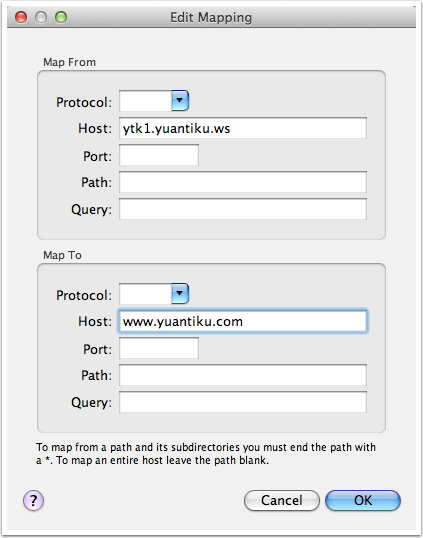 Edit Mapping
Map From
Protocol:
Host: ytk1.yuantiku.ws
Port:
Path:
Query:
Map To
Protocol:
Host: www.yuantiku.com
Port:
Path:
Query:
To map from a path and its subdirectories you must end the path with
a *. To map an entire host leave the path blank.
? Cancel OK